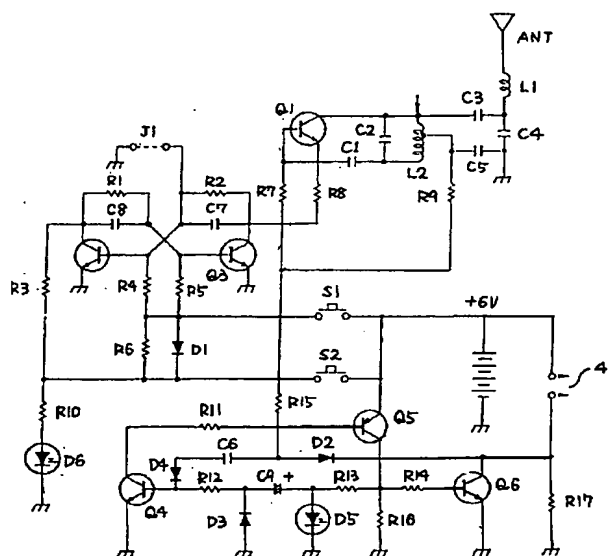 ANT
L1
Q1
C3
C2
C4
J1
C1
C5
R1
R2
R7
R8
L2
R9
C8
C7
Q3
R3
R4
R5
S1
+6V
R6
D1
S2
4
R15
R10
R11
Q5
C6
D2
D6
D4
R12
C9 +
R13
R14
Q4
Q6
D3
D5
R16
R17